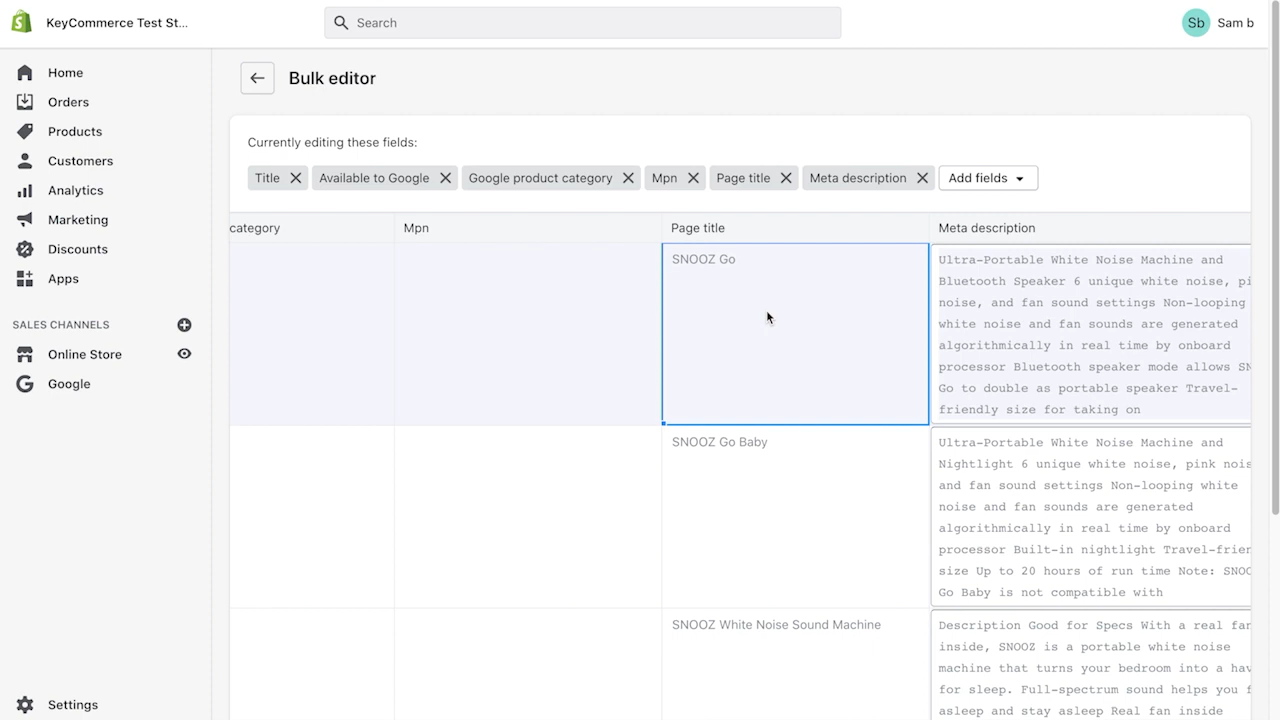 KeyCommerce Test St...
Search
Sb
Sam b
Home
Orders
Products
Customers
Analytics
Marketing
Discounts
Apps
SALES CHANNELS
Online Store
Google
Settings
Bulk editor
Currently editing these fields:
Title
Available to Google
Google product category
Mpn
Page title
Meta description
Add fields
category
Mpn
Page title
Meta description
SNOOZ Go
Ultra-Portable White Noise Machine and
Bluetooth Speaker 6 unique white noise, pi
noise, and fan sound settings Non-looping
white noise and fan sounds are generated
algorithmically in real time by onboard
processor Bluetooth speaker mode allows SN
Go to double as portable speaker Travel-
friendly size for taking on
SNOOZ Go Baby
Ultra-Portable White Noise Machine and
Nightlight 6 unique white noise, pink nois
and fan sound settings Non-looping white
noise and fan sounds are generated
algorithmically in real time by onboard
processor Built-in nightlight Travel-frien
size Up to 20 hours of run time Note: SNOO
Go Baby is not compatible with
SNOOZ White Noise Sound Machine
Description Good for Specs With a real fan
inside, SNOOZ is a portable white noise
machine that turns your bedroom into a hav
for sleep. Full-spectrum sound helps you f
asleep and stay asleep Real fan inside